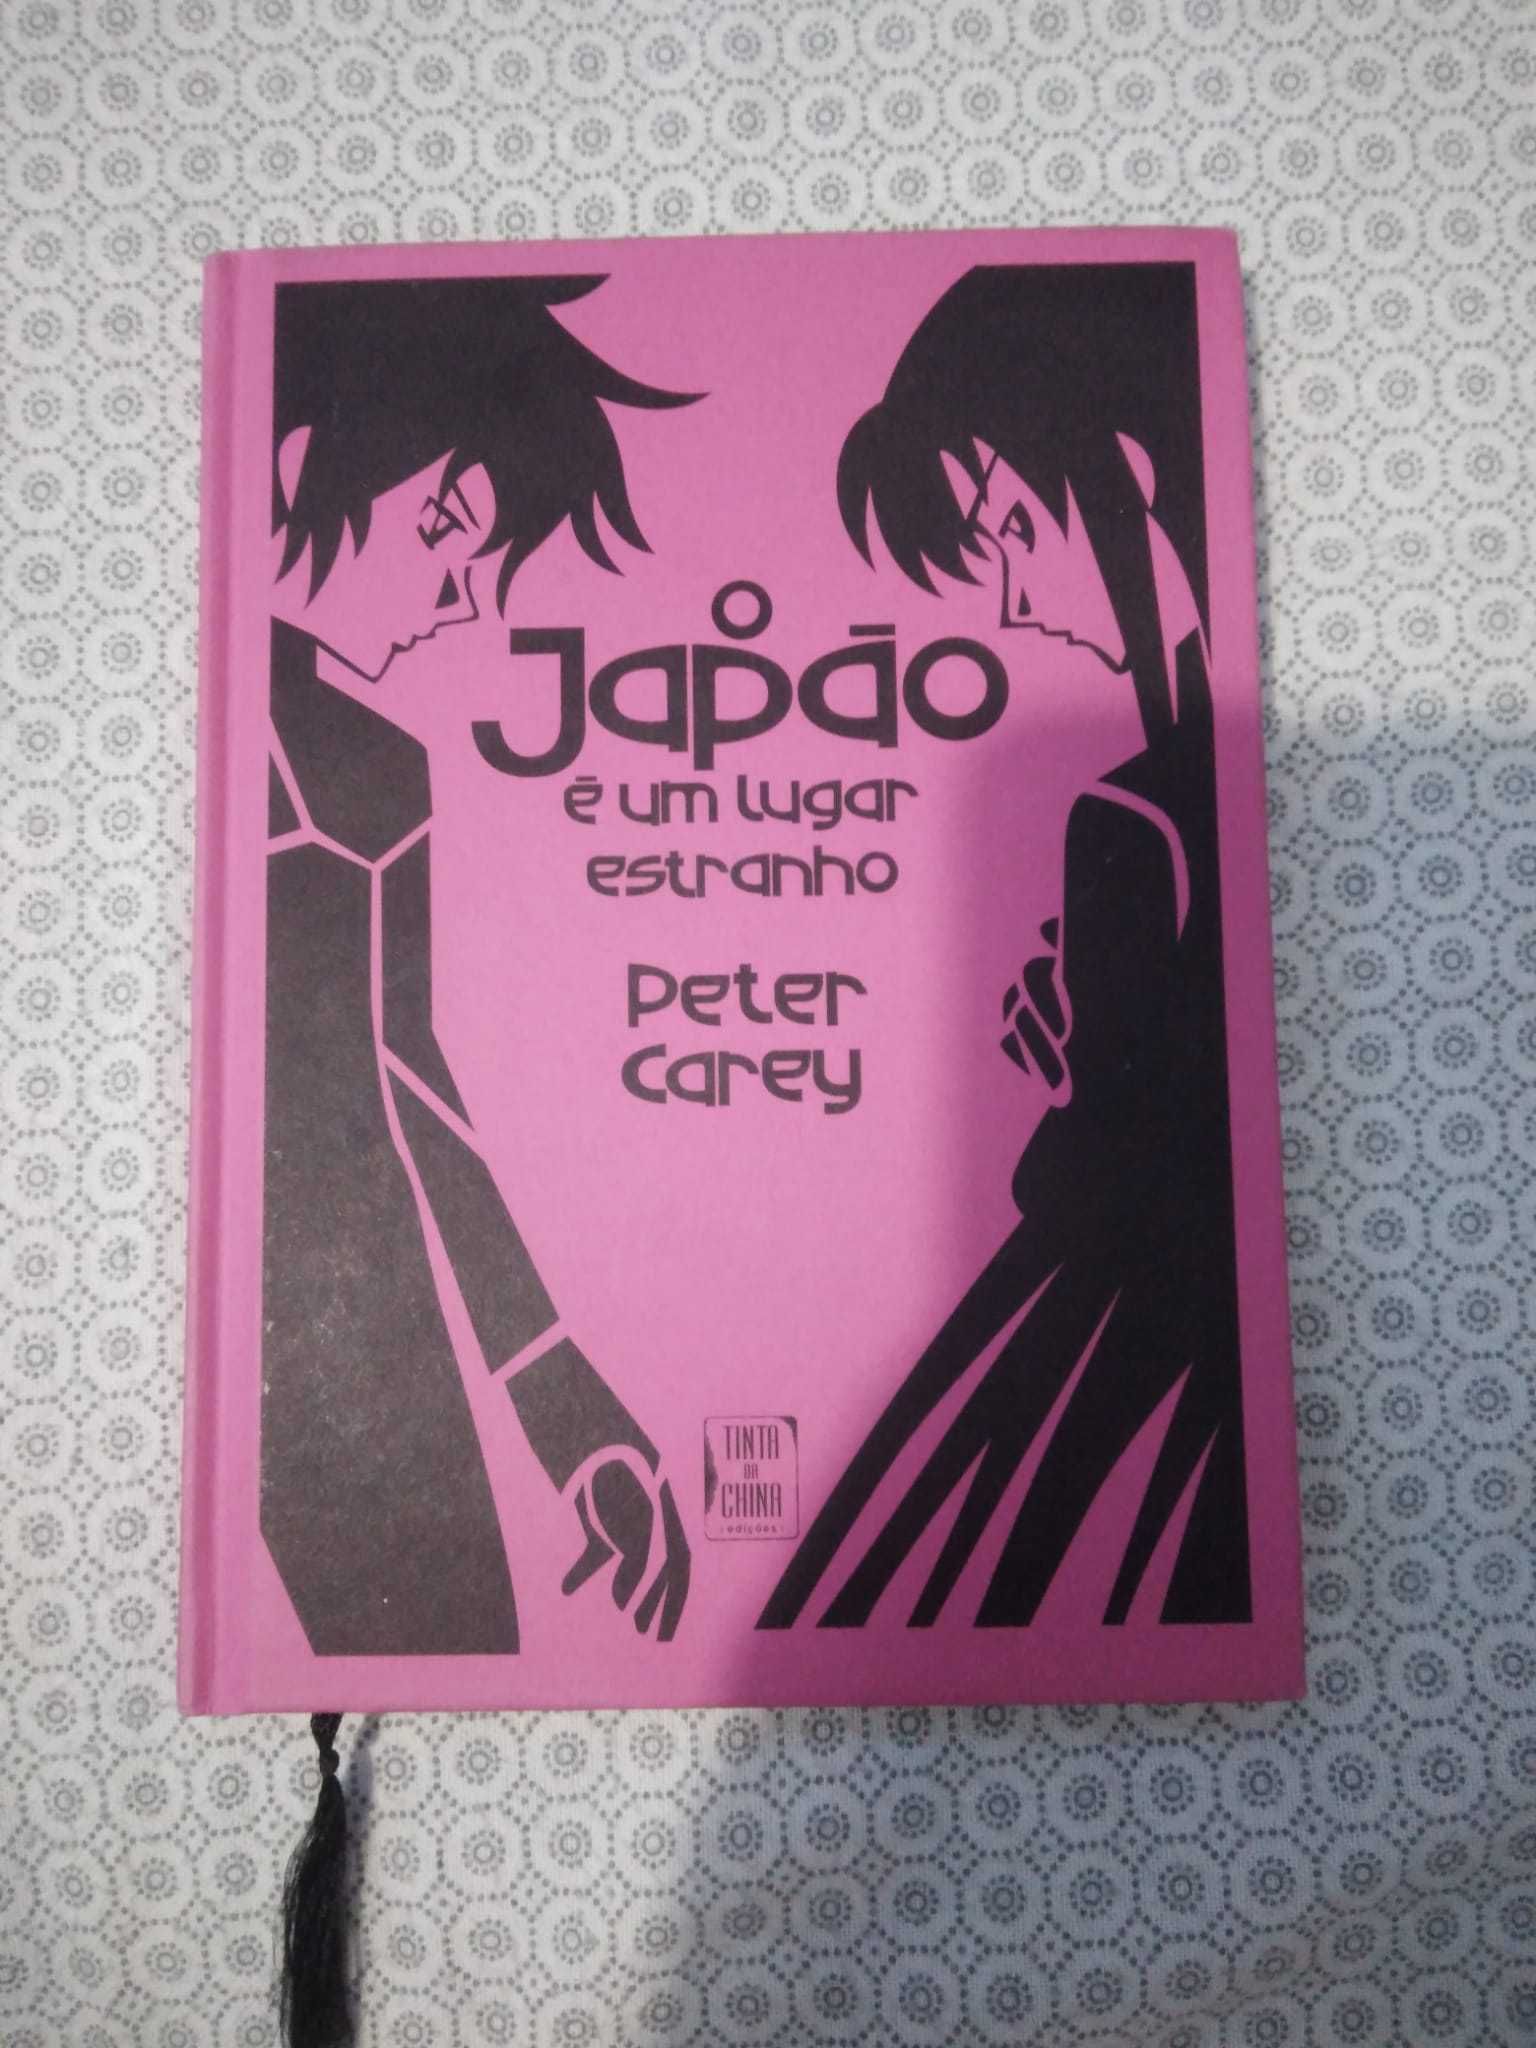 O
Japão
é um lugar
estranho
Peter
Carey
TINTA
DA
CHINA
edições